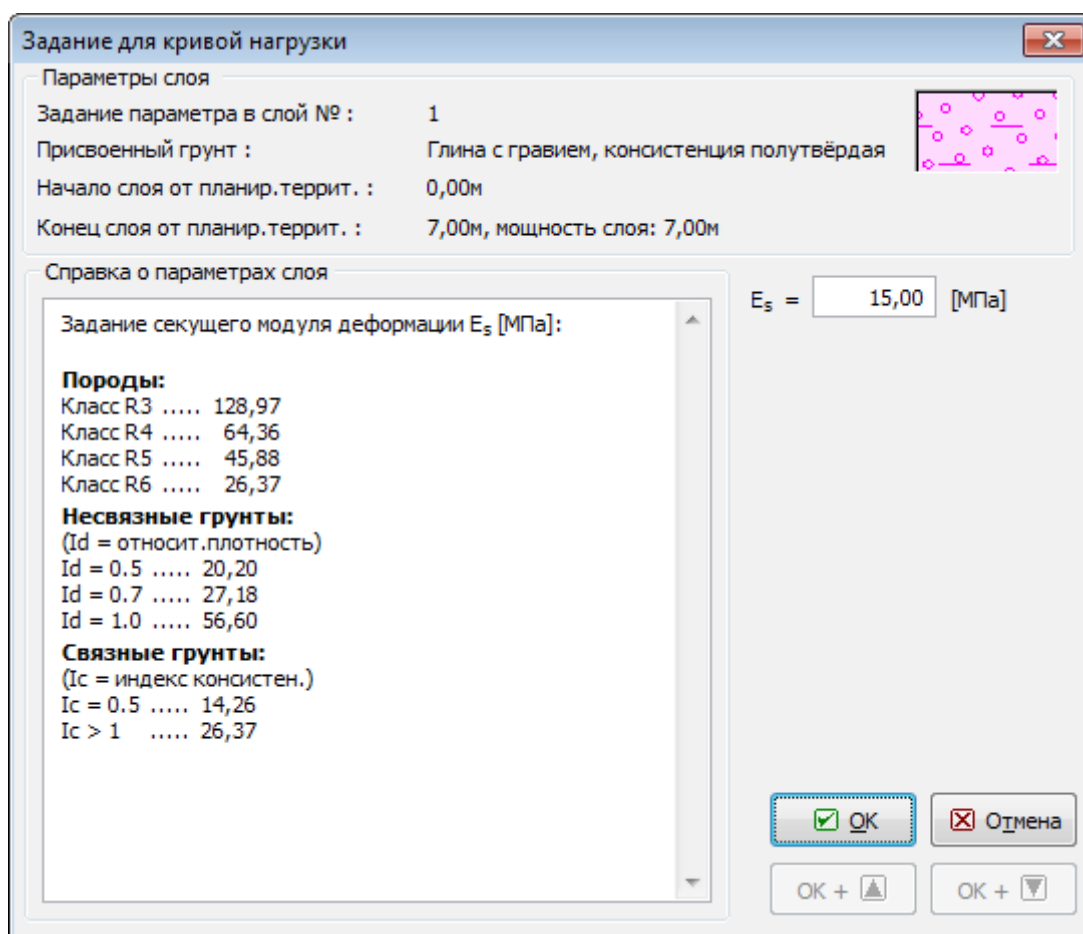 Задание для кривой нагрузки
Параметры слоя
Задание параметра в слой № : 1
Присвоенный грунт : Глина с гравием, консистенция полутвёрдая
Начало слоя от планир.террит. : 0,00м
Конец слоя от планир.террит. : 7,00м, мощность слоя: 7,00м
Справка о параметрах слоя
Задание секущего модуля деформации Es [МПа]:
Породы:
Класс R3 ..... 128,97
Класс R4 ..... 64,36
Класс R5 ..... 45,88
Класс R6 ..... 26,37
Несвязные грунты:
(Id = относит.плотность)
Id = 0.5 ..... 20,20
Id = 0.7 ..... 27,18
Id = 1.0 ..... 56,60
Связные грунты:
(Ic = индекс консистен.)
Ic = 0.5 ..... 14,26
Ic > 1 ..... 26,37
Es = 15,00 [МПа]
OK Отмена
OK + OK +